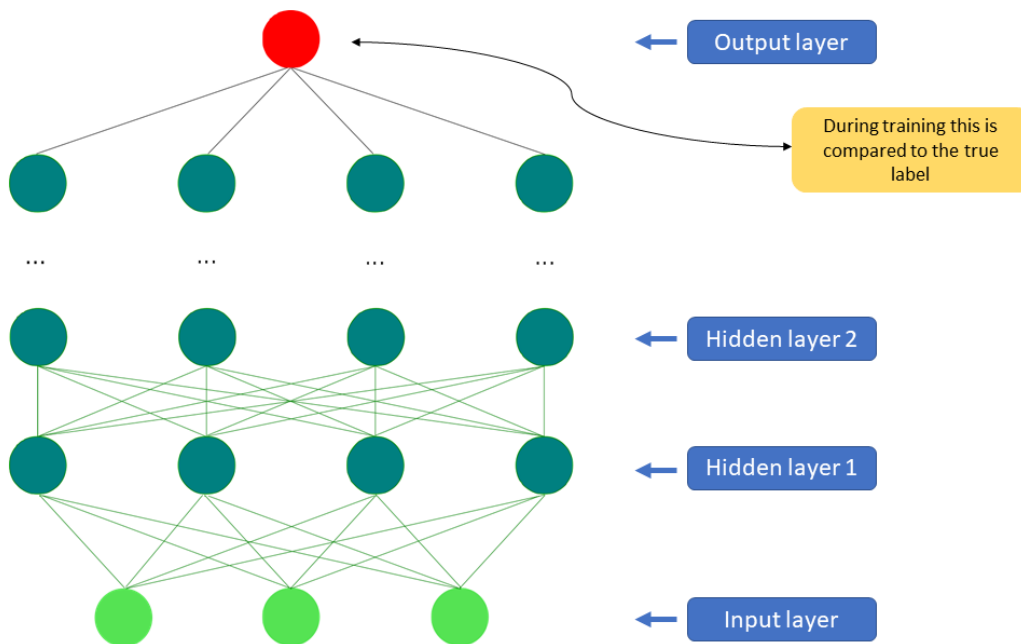 Output layer
During training this is
compared to the true
label
... ... ... ...
Hidden layer 2
Hidden layer 1
Input layer